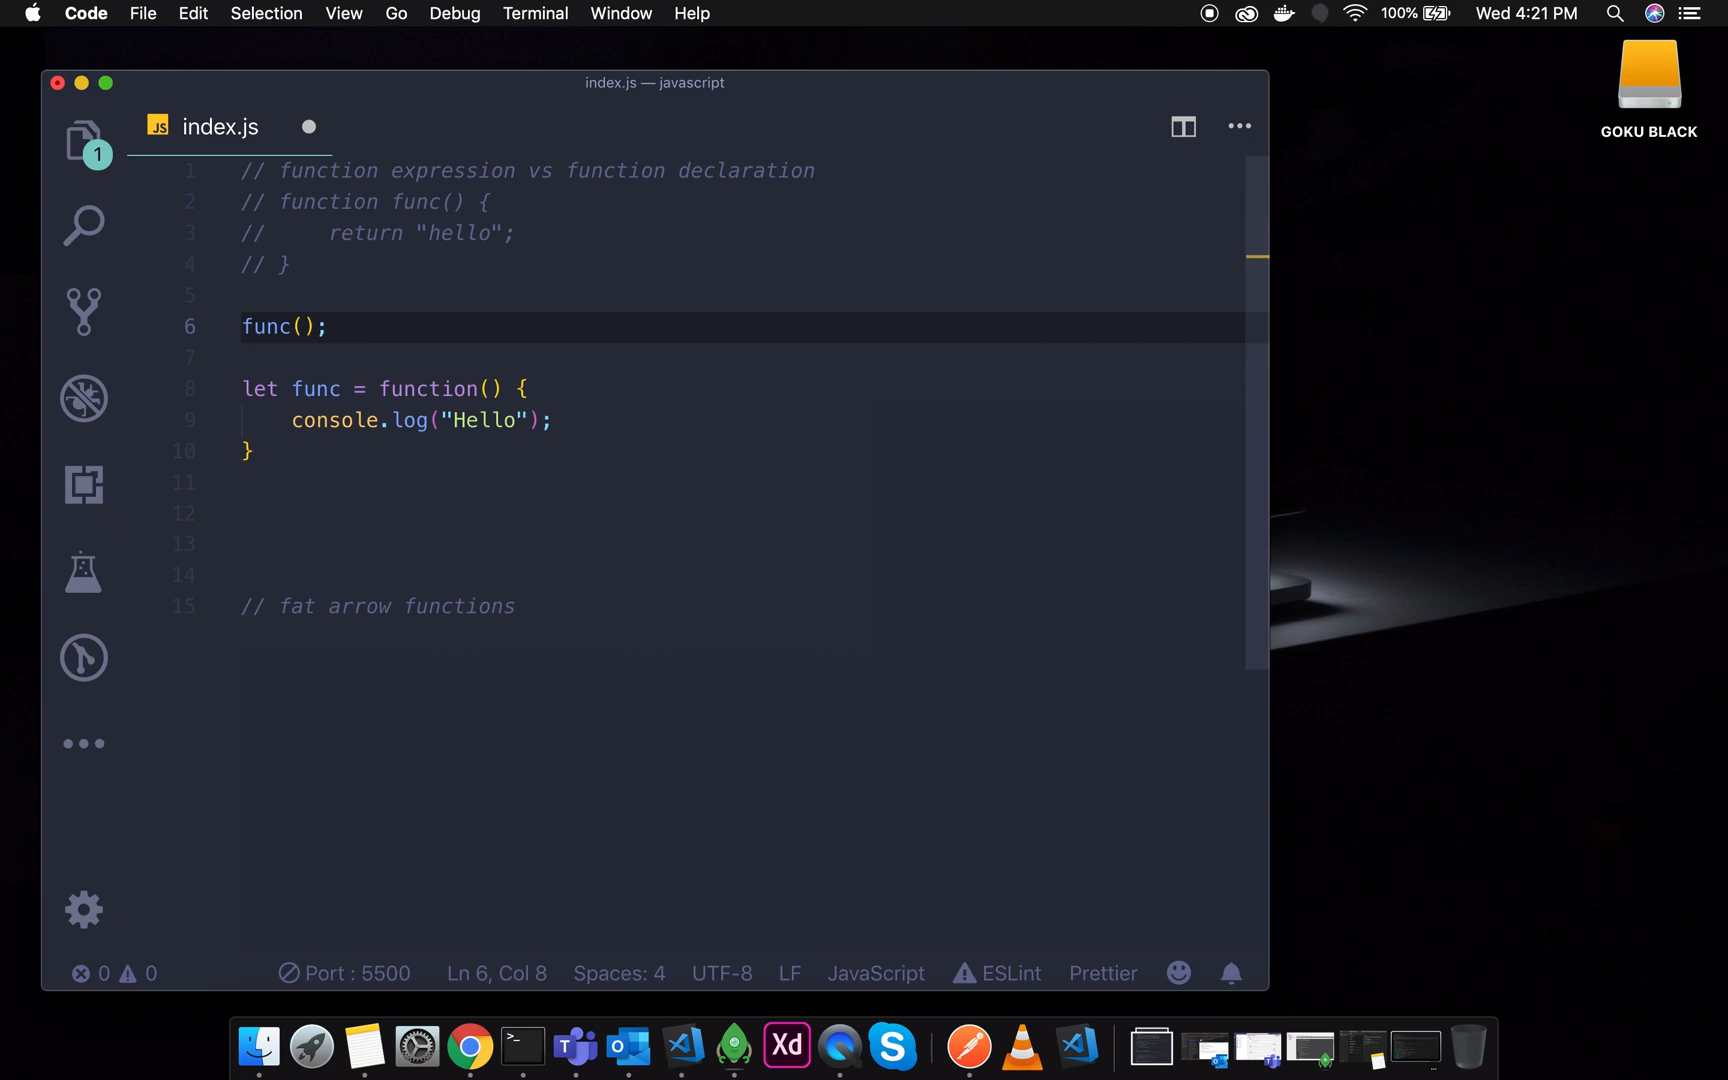 Code File Edit Selection View Go Debug Terminal Window Help 100% Wed 4:21 PM
GOKU BLACK
index.js — javascript
JS index.js
1
1 // function expression vs function declaration
2 // function func() {
3 // return "hello";
4 // }
5
6 func();
7
8 let func = function() {
9 console.log("Hello");
10 }
11
12
13
14
15 // fat arrow functions
0 0 Port : 5500 Ln 6, Col 8 Spaces: 4 UTF-8 LF JavaScript ESLint Prettier
>_ T O Xd S